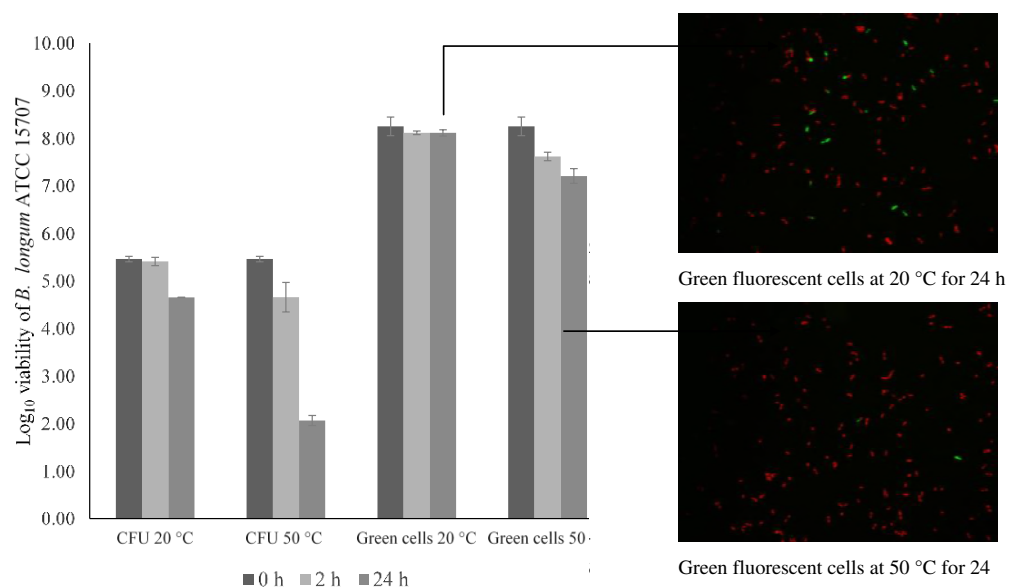 10.00
9.00
8.00
7.00
6.00
5.00
4.00
3.00
2.00
1.00
0.00
Log10 viability of B. longum ATCC 15707
CFU 20 °C
CFU 50 °C
Green cells 20 °C
Green cells 50
0 h
2 h
24 h
Green fluorescent cells at 20 °C for 24 h
Green fluorescent cells at 50 °C for 24